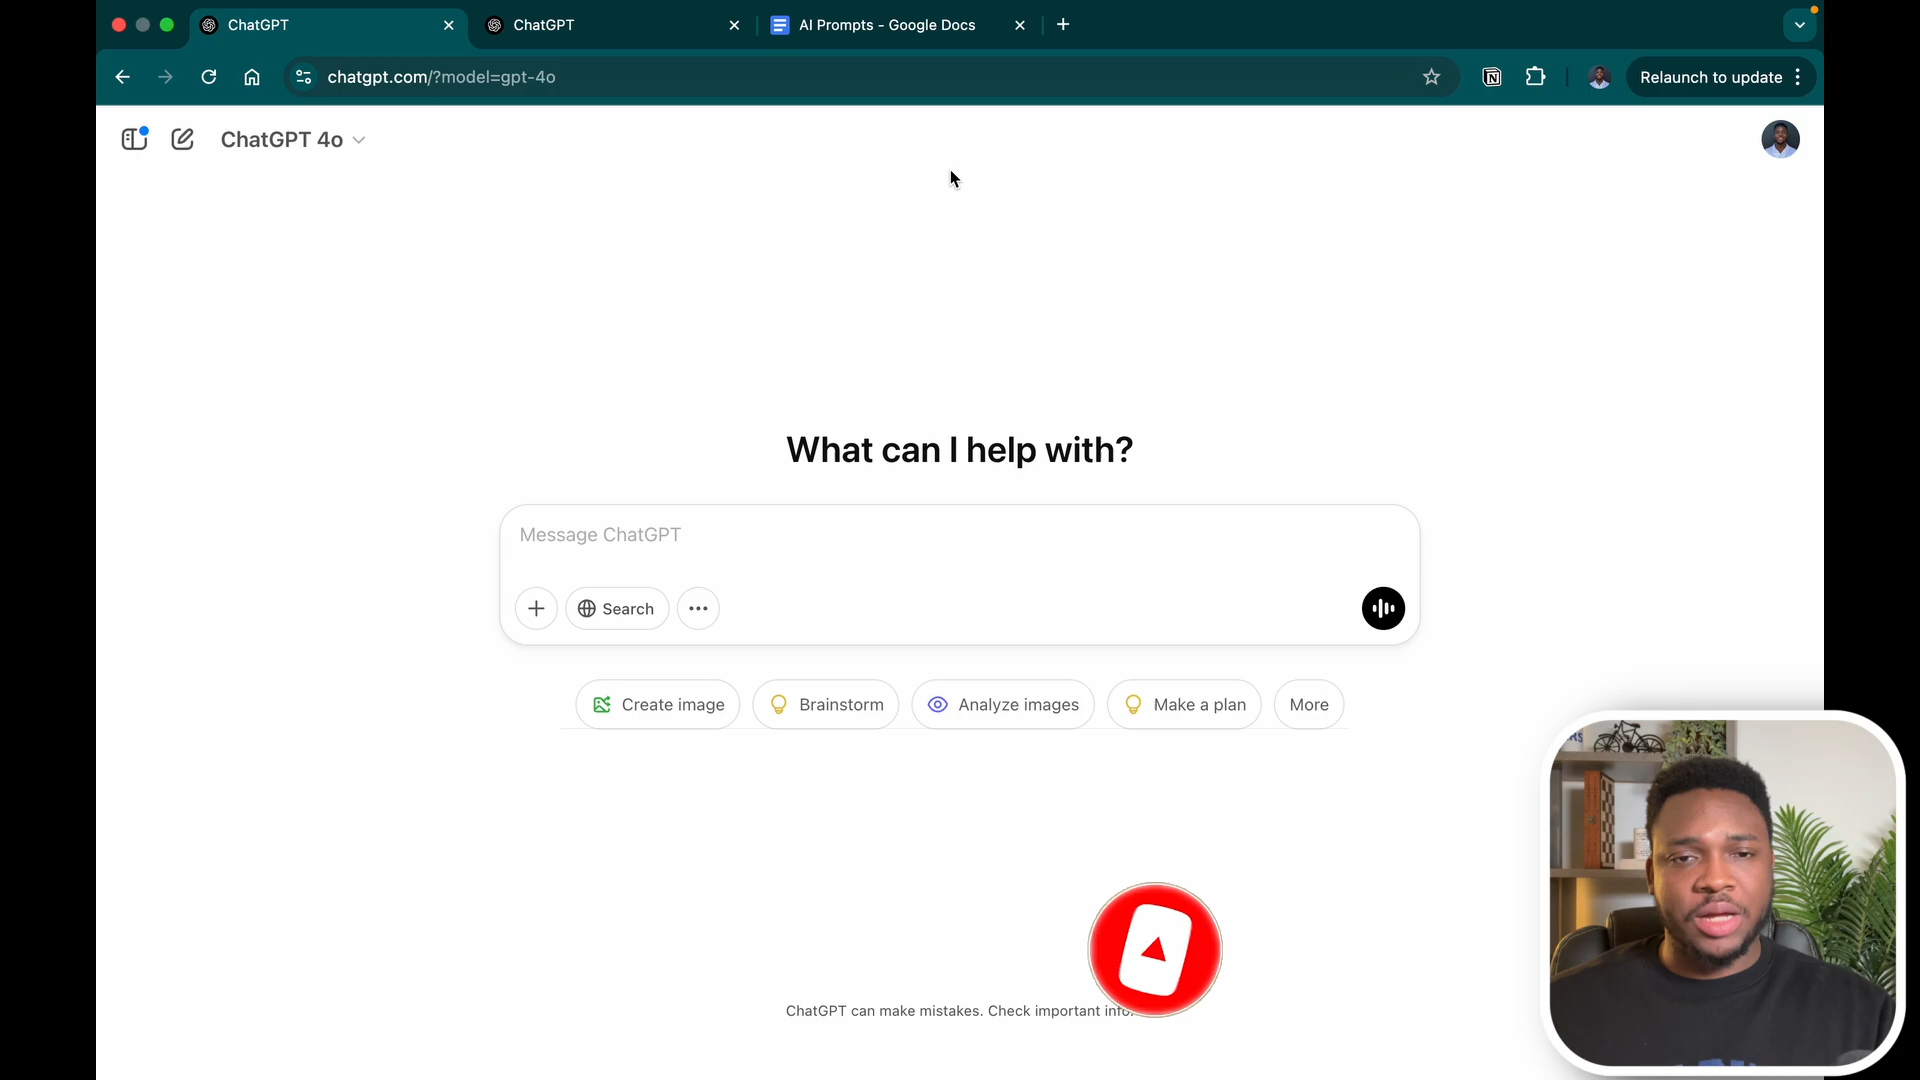 ChatGPT
ChatGPT
AI Prompts - Google Docs
chatgpt.com/?model=gpt-4o
Relaunch to update
ChatGPT 4o
What can I help with?
Message ChatGPT
Search
Create image
Brainstorm
Analyze images
Make a plan
More
ChatGPT can make mistakes. Check important info.